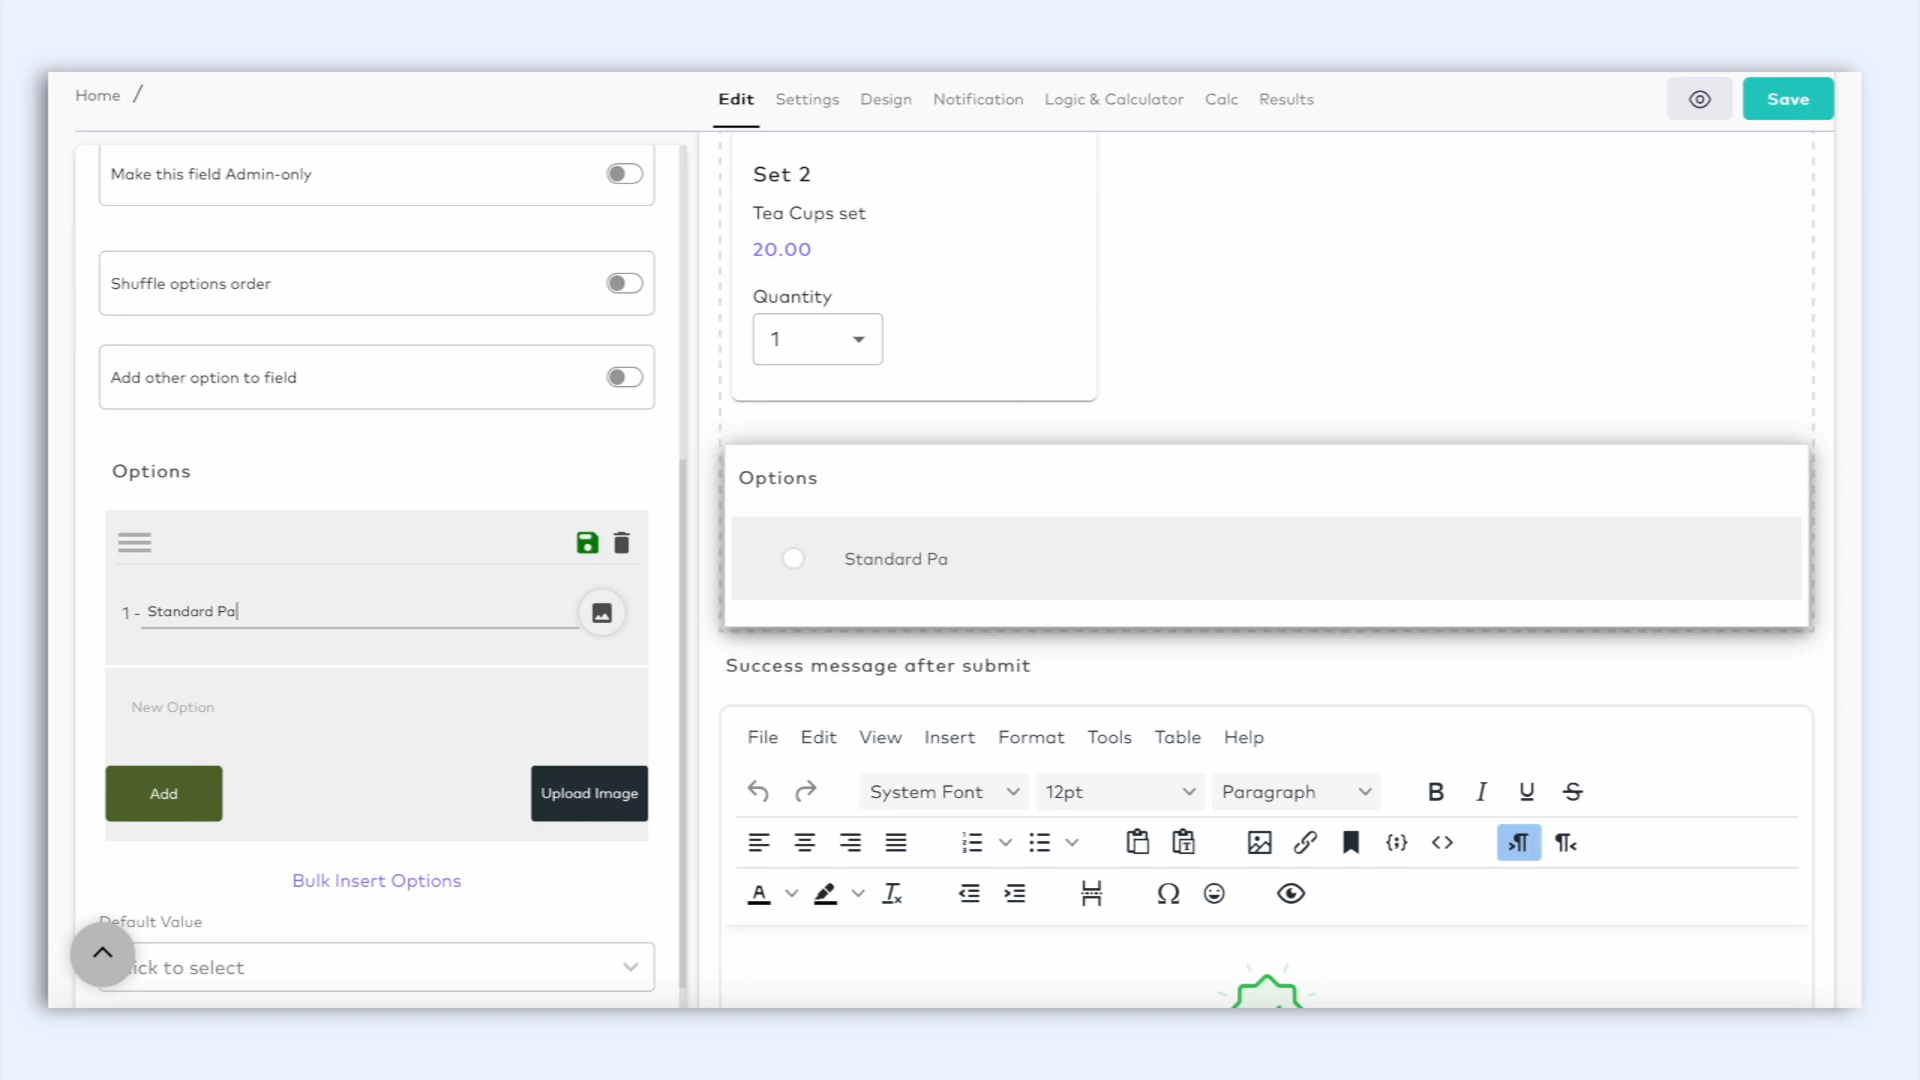 Home /
Edit Settings Design Notification Logic & Calculator Calc Results
Save
Make this field Admin-only
Shuffle options order
Add other option to field
Options
1 - Standard Pa
New Option
Add
Upload Image
Bulk Insert Options
Default Value
ick to select
Set 2
Tea Cups set
20.00
Quantity
1
Options
Standard Pa
Success message after submit
File Edit View Insert Format Tools Table Help
System Font 12pt Paragraph